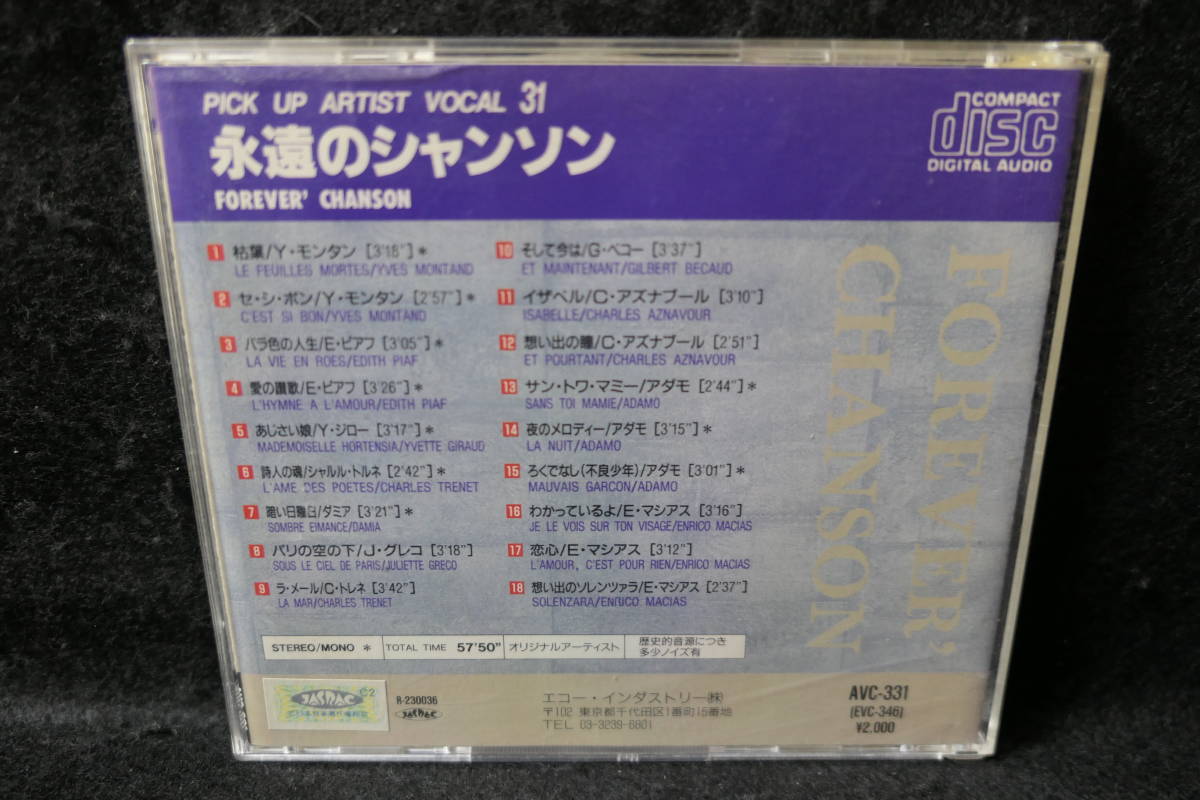 PICK UP ARTIST VOCAL 31
永遠のシャンソン
FOREVER' CHANSON
COMPACT
disc
DIGITAL AUDIO
1 枯葉/Y・モンタン [3'18"]*
LE FEUILLES MORTES/YVES MONTAND
2 セ・シ・ボン/Y・モンタン [2'57"]*
C'EST SI BON/YVES MONTAND
3 バラ色の人生/E・ピアフ [3'05"]*
LA VIE EN ROES/EDITH PIAF
4 愛の讃歌/E・ピアフ [3'26"]*
L'HYMNE A L'AMOUR/EDITH PIAF
5 あじさい娘/Y・ジロー [3'17"]*
MADEMOISELLE HORTENSIA/YVETTE GIRAUD
6 詩人の魂/シャルル・トルネ [2'42"]*
L'AME DES POETES/CHARLES TRENET
7 暗い日曜日/ダミア [3'21"]*
SOMBRE EIMANCE/DAMIA
8 パリの空の下/J・グレコ [3'18"]
SOUS LE CIEL DE PARIS/JULIETTE GRECO
9 ラ・メール/C・トレネ [3'42"]
LA MAR/CHARLES TRENET
10 そして今は/G・ベコー [3'37"]
ET MAINTENANT/GILBERT BECAUD
11 イザベル/C・アズナブール [3'10"]
ISABELLE/CHARLES AZNAVOUR
12 想い出の瞳/C・アズナブール [2'51"]
ET POURTANT/CHARLES AZNAVOUR
13 サン・トワ・マミー/アダモ [2'44"]*
SANS TOI MAMIE/ADAMO
14 夜のメロディー/アダモ [3'15"]*
LA NUIT/ADAMO
15 ろくでなし(不良少年)/アダモ [3'01"]*
MAUVAIS GARCON/ADAMO
16 わかっているよ/E・マシアス [3'16"]
JE LE VOIS SUR TON VISAGE/ENRICO MACIAS
17 恋心/E・マシアス [3'12"]
L'AMOUR, C'EST POUR RIEN/ENRICO MACIAS
18 想い出のソレンツァラ/E・マシアス [2'37"]
SOLENZARA/ENRICO MACIAS
FOREVER'
CHANSON
STEREO/MONO *
TOTAL TIME 57'50"
オリジナルアーティスト
歴史的音源につき
多少ノイズ有
JASRAC
C2
R-230036
JASRAC
エコー・インダストリー(株)
〒102 東京都千代田区1番町15番地
TEL 03-3239-6801
AVC-331
(EVC-346)
¥2,000